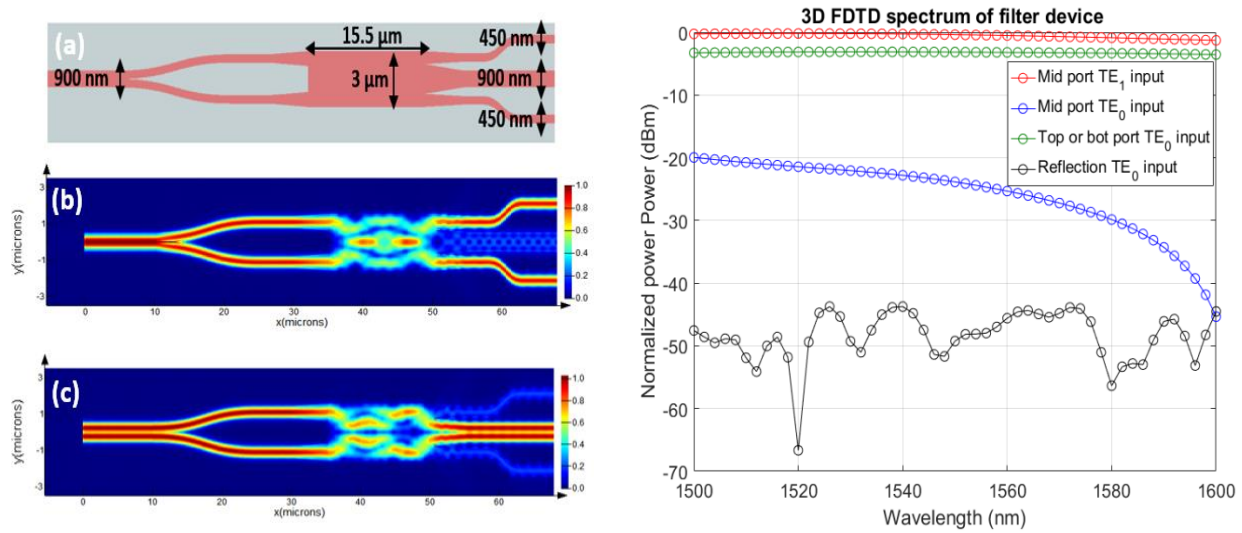 (a)
15.5 µm
450 nm
900 nm
3 µm
900 nm
450 nm
(b)
y(microns)
3
1
-1
-3
0
10
20
30
40
50
60
x(microns)
1.0
0.8
0.6
0.4
0.2
0.0
(c)
y(microns)
3
1
-1
-3
0
10
20
30
40
50
60
x(microns)
1.0
0.8
0.6
0.4
0.2
0.0
3D FDTD spectrum of filter device
Normalized power Power (dBm)
0
-10
-20
-30
-40
-50
-60
-70
Mid port TE1 input
Mid port TE0 input
Top or bot port TE0 input
Reflection TE0 input
1500
1520
1540
1560
1580
1600
Wavelength (nm)